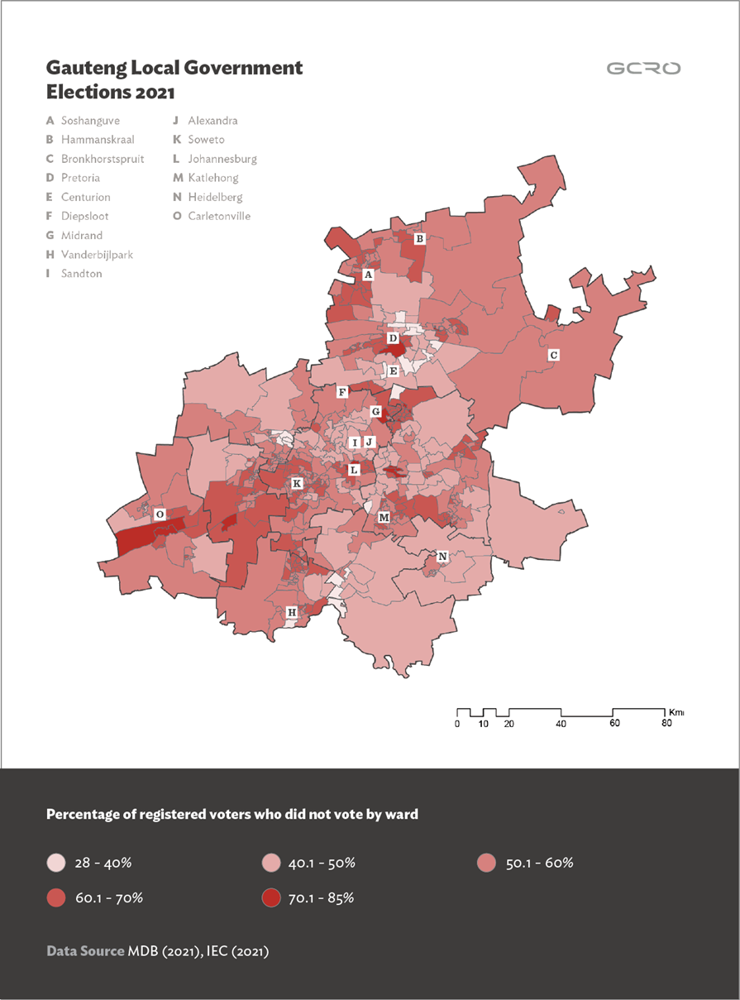 Gauteng Local Government
Elections 2021
GCRO
A Soshanguve
B Hammanskraal
C Bronkhorstspruit
D Pretoria
E Centurion
F Diepsloot
G Midrand
H Vanderbijlpark
I Sandton
J Alexandra
K Soweto
L Johannesburg
M Katlehong
N Heidelberg
O Carletonville
B
A
D
C
E
F
G
I J
L
K
O
M
N
H
Km
0 10 20 40 60 80
Percentage of registered voters who did not vote by ward
28 - 40%
40.1 - 50%
50.1 - 60%
60.1 - 70%
70.1 - 85%
Data Source MDB (2021), IEC (2021)